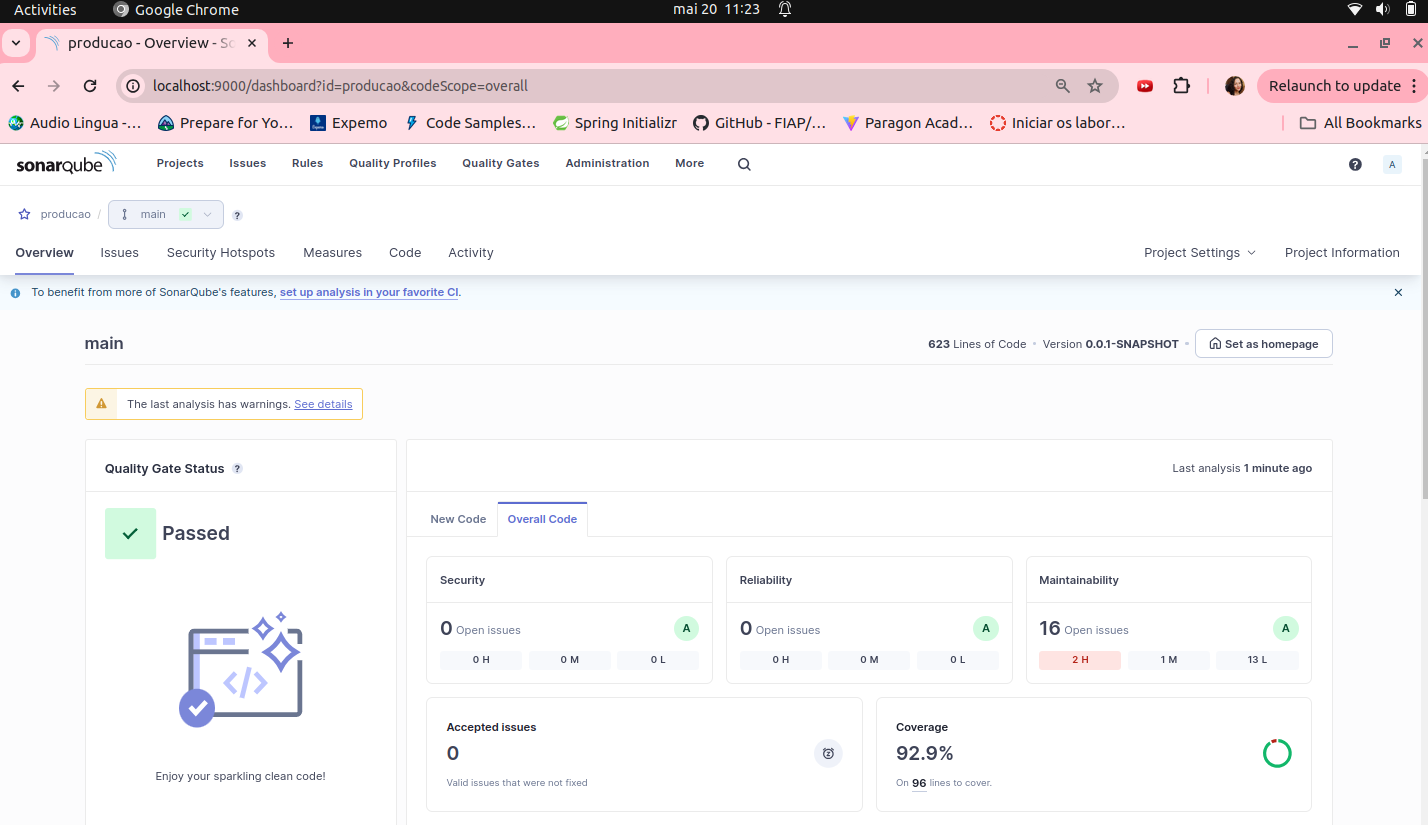 Activities Google Chrome mai 20 11:23
producao - Overview - So
localhost:9000/dashboard?id=producao&codeScope=overall Relaunch to update
Audio Lingua -... Prepare for Yo... Expemo Code Samples... Spring Initializr GitHub - FIAP/... Paragon Acad... Iniciar os labor... All Bookmarks
sonarqube Projects Issues Rules Quality Profiles Quality Gates Administration More ? A
producao / main ?
Overview Issues Security Hotspots Measures Code Activity Project Settings Project Information
To benefit from more of SonarQube's features, set up analysis in your favorite CI.
main 623 Lines of Code • Version 0.0.1-SNAPSHOT • Set as homepage
The last analysis has warnings. See details
Quality Gate Status ?
Passed
</>
Enjoy your sparkling clean code!
Last analysis 1 minute ago
New Code Overall Code
Security
0 Open issues A
0 H 0 M 0 L
Reliability
0 Open issues A
0 H 0 M 0 L
Maintainability
16 Open issues A
2 H 1 M 13 L
Accepted issues
0
Valid issues that were not fixed
Coverage
92.9%
On 96 lines to cover.